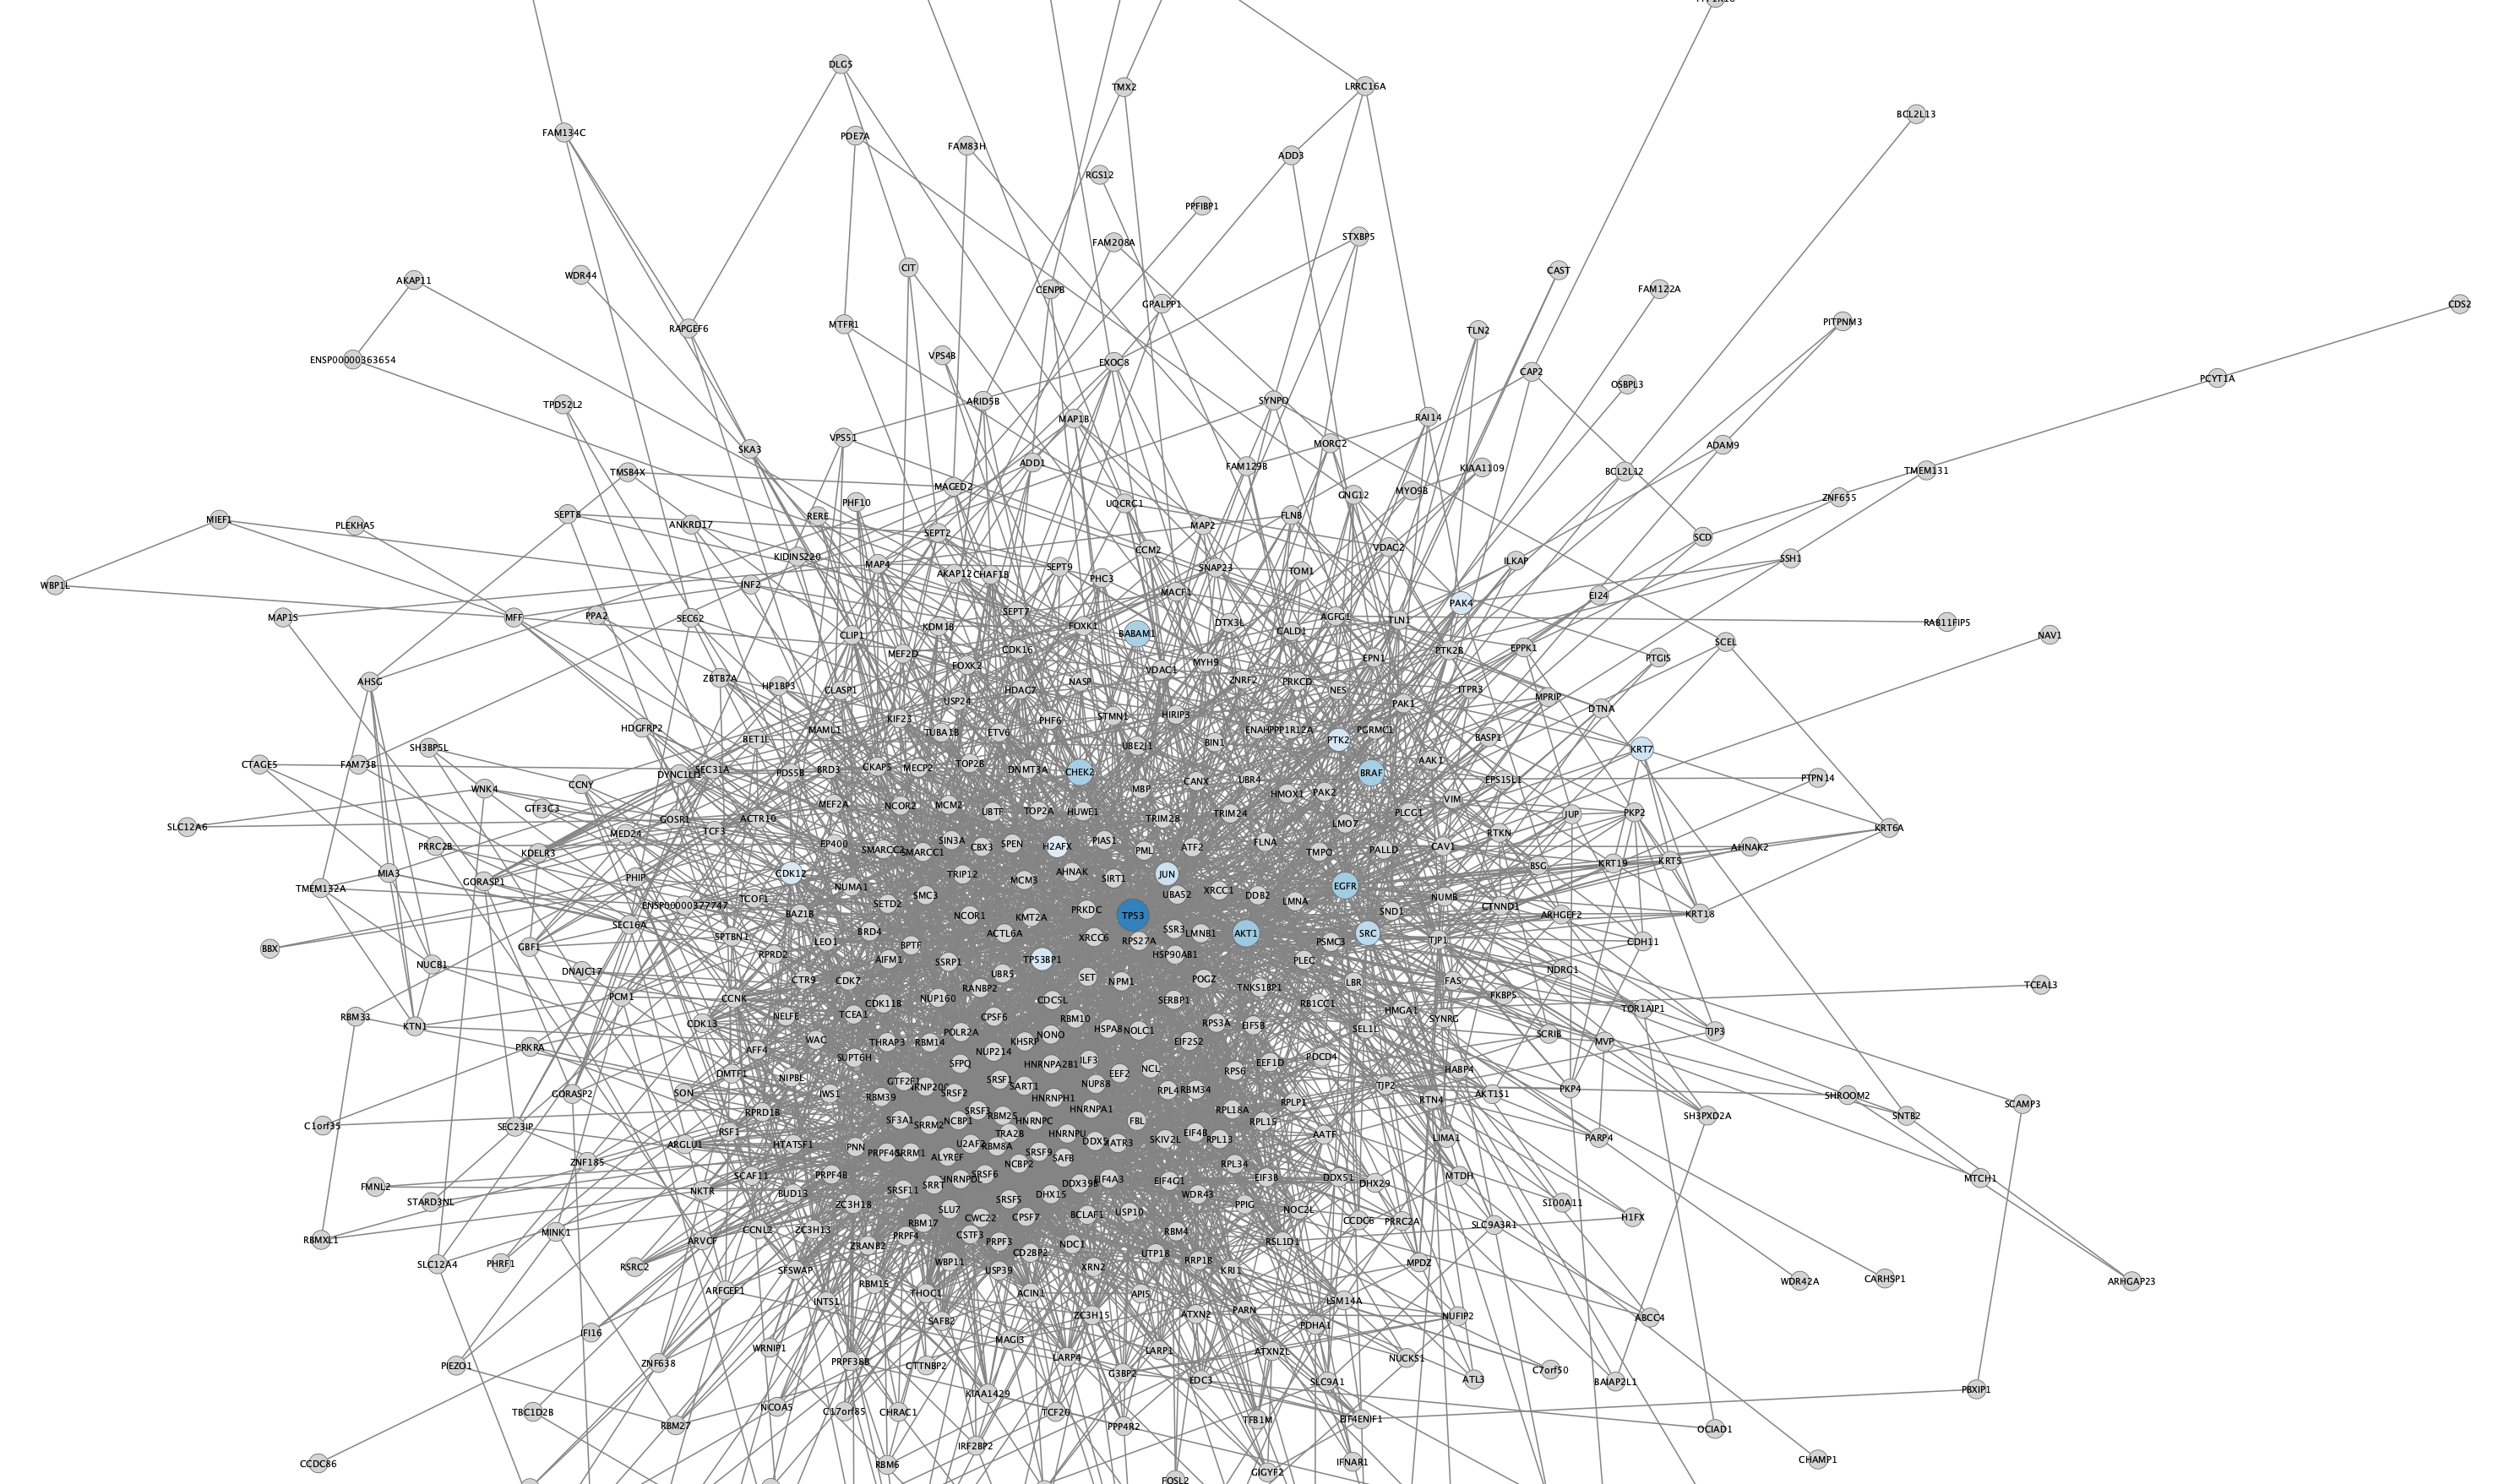 DLG5
TMX2
LRRC16A
BCL2L13
FAM134C
PDE7A
FAM83H
ADD3
RGS12
PPFIBP1
STXBP5
FAM208A
CIT
CAST
WDR44
AKAP11
CENPB
FAM122A
GPALPP1
CDS2
PITPNM3
MTFR1
RAPGEF6
TLN2
VPS4B
ENSP00000363654
EXOC8
CAP2
PCYT1A
OSBPL3
ARID5B
SYNPO
TPD52L2
MAP1B
RAI14
VPS51
MORC2
ADAM9
SKA3
ADD1
FAM129B
KIAA1109
BCL2L12
TMEM131
TMSB4X
MAGED2
MYO9B
GNG12
ZNF655
PHF10
UQCRC1
SEPT8
RERE
FLNB
MIEF1
PLEKHA5
ANKRD17
MAP2
SEPT2
SCD
VDAC2
CCM2
KIDINS220
SSH1
ILKAP
MAP4
SEPT9
SNAP23
TOM1
AKAP12
CHAF1B
PHC3
WBP1L
INF2
MACF1
EI24
PAK4
SEPT7
MAP1S
MFF
PPA2
SEC62
AGFG1
TLN1
RAB11FIP5
DTX3L
KDM1B
FOXK1
BABAM1
CALD1
CLIP1
NAV1
SCEL
EPPK1
CDK16
PTK2B
MEF2D
EPN1
PTGIS
MYH9
FOXK2
VDAC1
ZBTB7A
AHSG
ZNRF2
PRKCD
NASP
HP1BP3
CLASP1
HDAC7
NES
ITPR3
MPRIP
USP24
PAK1
DTNA
KIF23
PHF6
STMN1
HIRIP3
HDGFRP2
MAML1
TUBA1B
ETV6
PPP1R12A
PGRMC1
BET1L
UBE2J1
BIN1
PTK2
BASP1
SH3BP5L
KRT7
AAK1
CTAGE5
FAM73B
SEC31A
DYNC1LI1
PDS5B
BRD3
CKAP5
MECP2
TOP2B
DNMT3A
CHEK2
CANX
UBR4
BRAF
EPS15L1
PTPN14
CCNY
WNK4
MBP
HMOX1
PAK2
VIM
GTF3C3
MEF2A
NCOR2
MCM2
UBTF
TOP2A
HUWE1
TRIM28
TRIM24
PLCG1
JUP
PKP2
SLC12A6
GOSR1
ACTR10
TCF3
MED24
LMO7
RTKN
KRT6A
EP400
SIN3A
SPEN
H2AFX
PIAS1
FLNA
CAV1
AHNAK2
PRRC2B
KDELR3
SMARCC2
SMARCC1
CBX3
PML
ATF2
TMPO
PALLD
BSG
KRT19
KRT5
MIA3
CDK12
TRIP12
AHNAK
JUN
GORASP1
PHIP
NUMA1
MCM3
SIRT1
EGFR
TMEM132A
UBA52
XRCC1
DDB2
NUMB
TCOF1
SETD2
SMC3
LMNA
CTNND1
ENSP00000377747
PRKDC
SND1
KRT18
BAZ1B
NCOR1
KMT2A
TP53
ARHGEF2
SEC16A
BRD4
ACTL6A
SSR3
LMNB1
AKT1
SRC
SPTBN1
LEO1
XRCC6
RPS27A
PSMC3
TJP1
CDH11
BBX
GBF1
BPTF
RPRD2
HSP90AB1
AIFM1
SSRP1
TP53BP1
PLEC
NUCB1
DNAJC17
UBR5
SET
NPM1
POGZ
NDRG1
CTR9
CDK7
RANBP2
TNKS1BP1
LBR
FAS
TCEAL3
PCM1
CCNK
NUP160
CDC5L
SERBP1
FKBP5
CDK11B
RB1CC1
HMGA1
TOR1AIP1
RBM33
KTN1
CDK13
NELFE
TCEA1
CPSF6
RBM10
RPS3A
EIF5B
SYNRG
TJP3
HSPA8
NOLC1
SEL1L
SCRIB
POLR2A
NONO
PRKRA
WAC
THRAP3
RBM14
KHSRP
EIF2S2
MVP
AFF4
SUPT6H
NUP214
PDCD4
SFPQ
HNRNPA2B1
ILF3
EEF1D
DMTF1
NIPBL
NCL
EEF2
RPS6
HABP4
GTF2F1
SRSF1
SART1
NUP88
TJP2
GORASP2
SON
IWS1
SRSF2
RPL4
RBM34
AKT1S1
PKP4
SHROOM2
RBM39
HNRNPH1
RTN4
RPLP1
SCAMP3
RPRD1B
SRSF3
HNRNPA1
RPL18A
SNTB2
SH3PXD2A
C1orf35
SEC23IP
SF3A1
SRRM2
NCBP1
RBM25
HNRNPC
FBL
RPL15
RSF1
TRA2B
HNRNPU
EIF4B
AATF
LIMA1
PARP4
ARGLU1
HTATSF1
PNN
U2AF2
RBM8A
DDX5
SKIV2L
RPL13
SRRM1
ALYREF
SRSF9
SAFB
ZNF185
NCBP2
RPL34
SCAF11
PRPF4B
SRSF6
DDX39B
EIF4A3
EIF4G1
EIF3B
DDX51
MTDH
MTCH1
FMNL2
NKTR
BUD13
SRSF11
SRRT
HNRNPDL
DHX29
STARD3NL
ZC3H18
SRSF5
DHX15
WDR43
PPIG
S100A11
SLU7
NOC2L
CWC22
CPSF7
BCLAF1
USP10
CCDC6
PRRC2A
H1FX
RBM17
SLC9A3R1
MINK1
CCNL2
ZC3H13
PRPF4
CSTF3
RBM4
RBMXL1
ARVCF
ZRANB2
PRPF3
NDC1
RSL1D1
CD2BP2
UTP18
RRP1B
PHRF1
SLC12A4
RSRC2
SFSWAP
WBP11
XRN2
KRI1
MPDZ
USP39
WDR42A
CARHSP1
ARHGAP23
RBM15
ARFGEF1
THOC1
ACIN1
API5
INTS1
LSM14A
PARN
SAFB2
ZC3H15
ATXN2
NUFIP2
ABCC4
PDHA1
IFI16
MAGI3
WRNIP1
LARP1
ATXN2L
PIEZO1
ZNF638
PRPF38B
CTTNBP2
LARP4
NUCKS1
C7orf50
G3BP2
EDC3
SLC9A1
ATL3
BAIAP2L1
PBXIP1
KIAA1429
TBC1D2B
NCOA5
C17orf85
CHRAC1
TCF20
TFB1M
EIF4ENIF1
RBM27
PPP4R2
OCIAD1
IRF2BP2
CCDC86
RBM6
IFNAR1
CHAMP1
GIGYF2
FOSL2